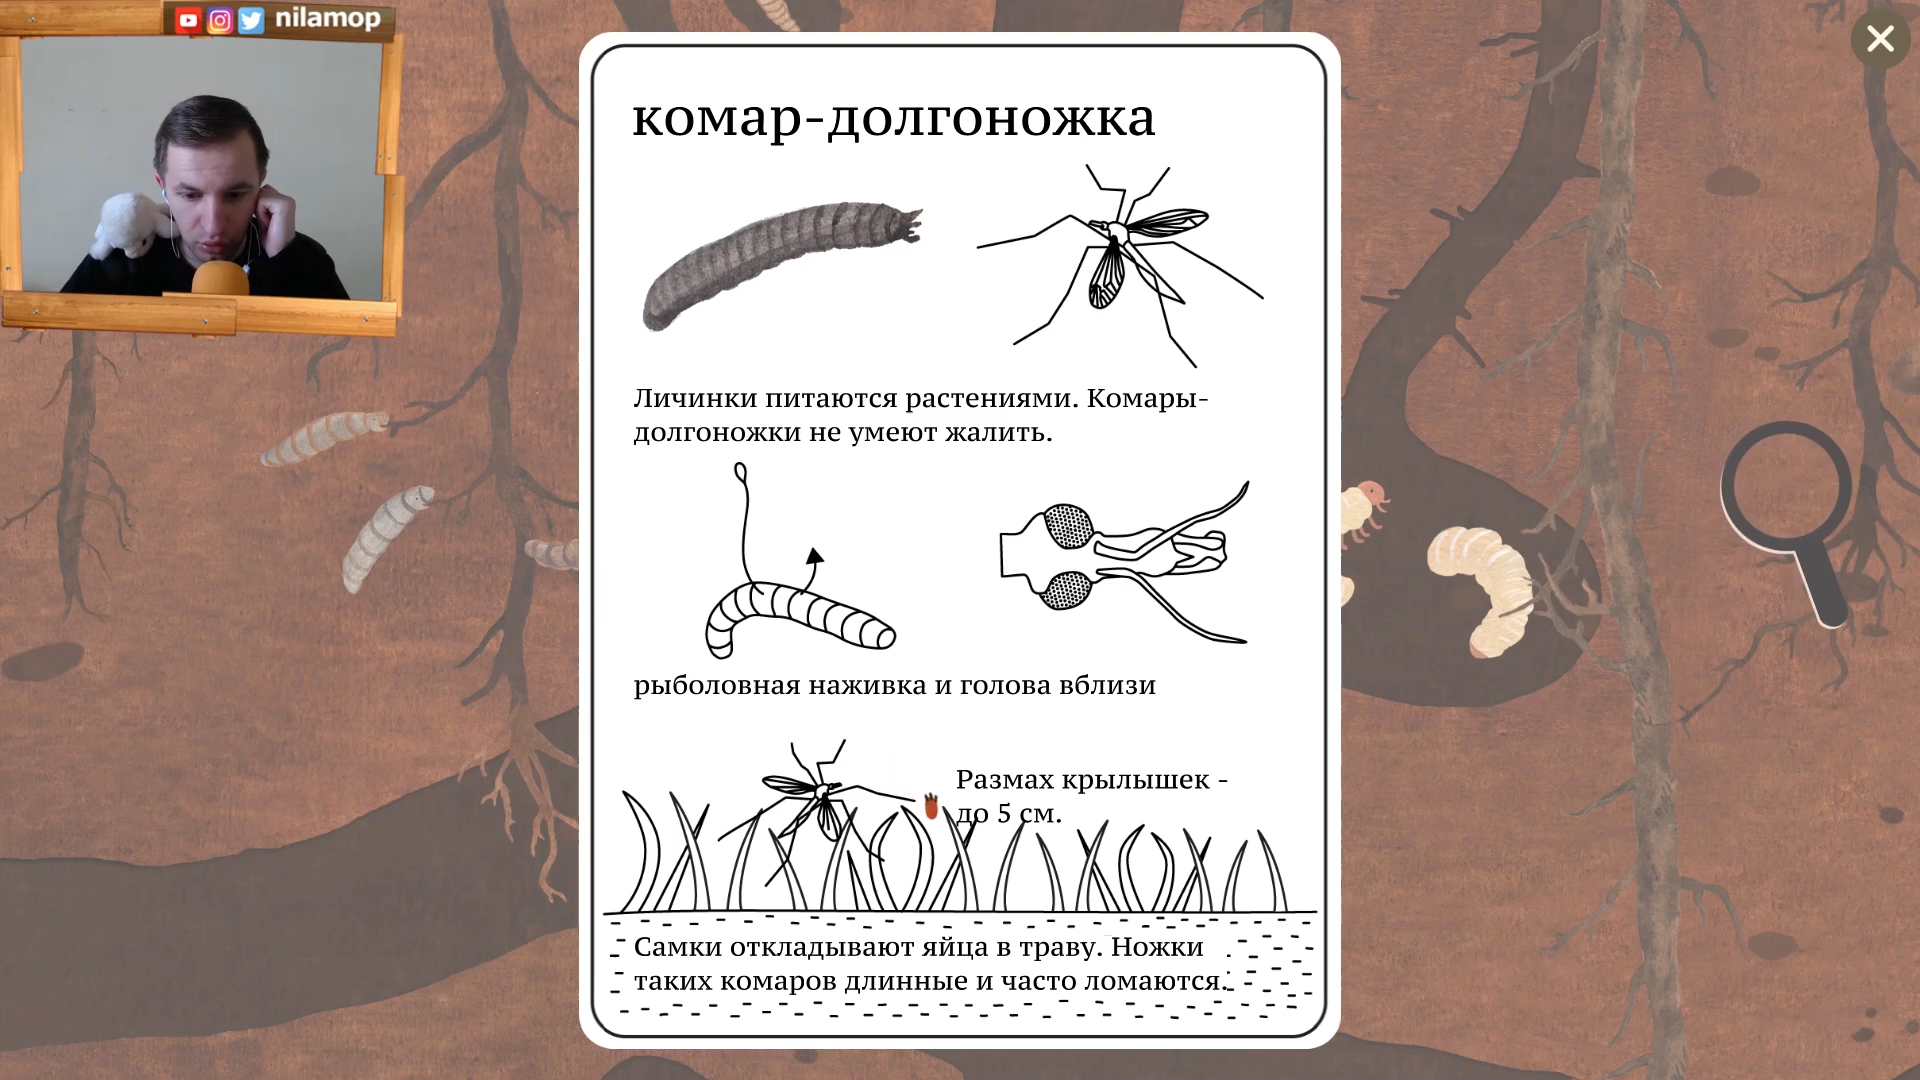 nilamop
комар-долгоножка
Личинки питаются растениями. Комары-
долгоножки не умеют жалить.
рыболовная наживка и голова вблизи
Размах крылышек -
до 5 см.
Самки откладывают яйца в траву. Ножки
таких комаров длинные и часто ломаются.